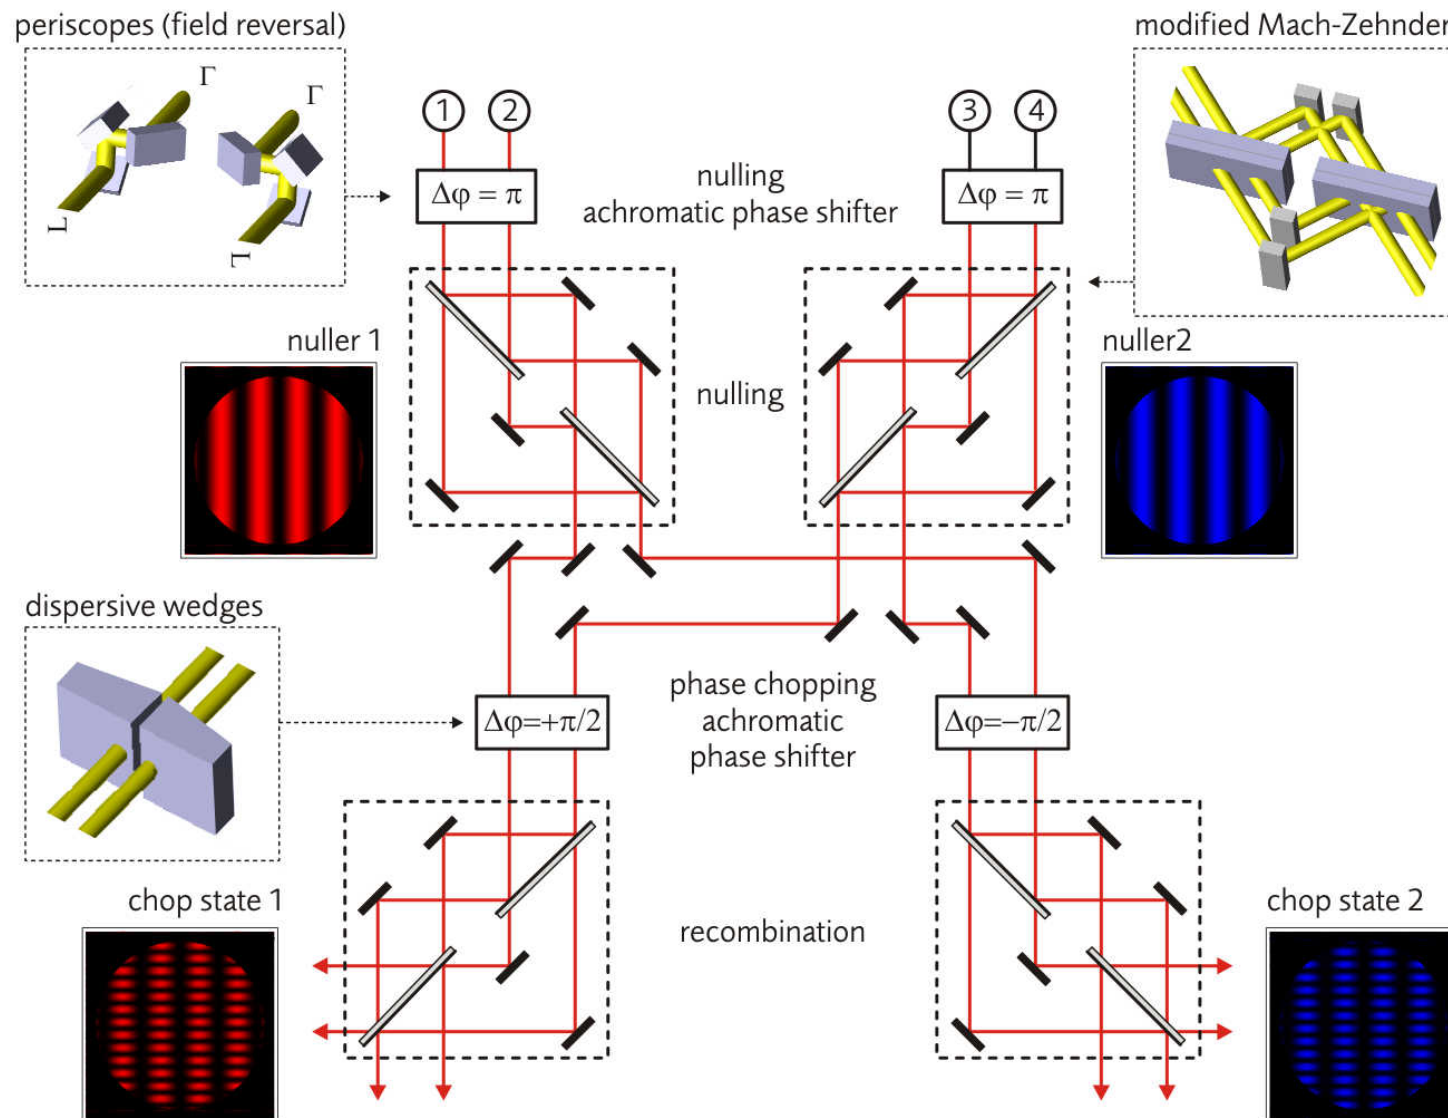 periscopes (field reversal)
modified Mach-Zehnder
Γ
Γ
L
L
1
2
3
4
Δφ = π
nulling
achromatic phase shifter
Δφ = π
nuller 1
nulling
nuller2
dispersive wedges
phase chopping
achromatic
phase shifter
Δφ=+π/2
Δφ=−π/2
chop state 1
recombination
chop state 2